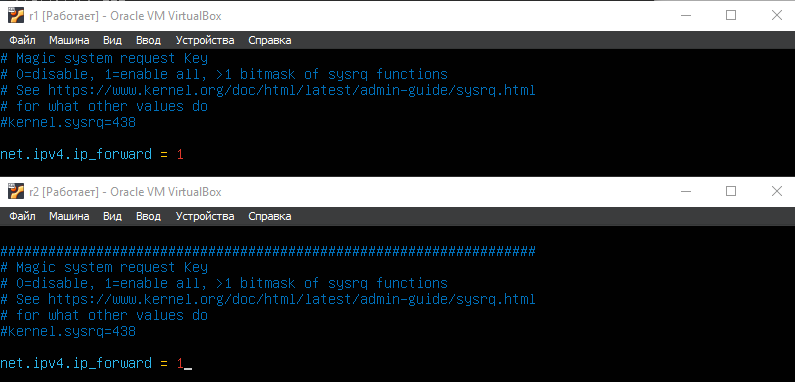 r1 [Работает] - Oracle VM VirtualBox
Файл Машина Вид Ввод Устройства Справка
# Magic system request Key
# 0=disable, 1=enable all, >1 bitmask of sysrq functions
# See https://www.kernel.org/doc/html/latest/admin-guide/sysrq.html
# for what other values do
#kernel.sysrq=438
net.ipv4.ip_forward = 1
r2 [Работает] - Oracle VM VirtualBox
Файл Машина Вид Ввод Устройства Справка
###################################################################
# Magic system request Key
# 0=disable, 1=enable all, >1 bitmask of sysrq functions
# See https://www.kernel.org/doc/html/latest/admin-guide/sysrq.html
# for what other values do
#kernel.sysrq=438
net.ipv4.ip_forward = 1